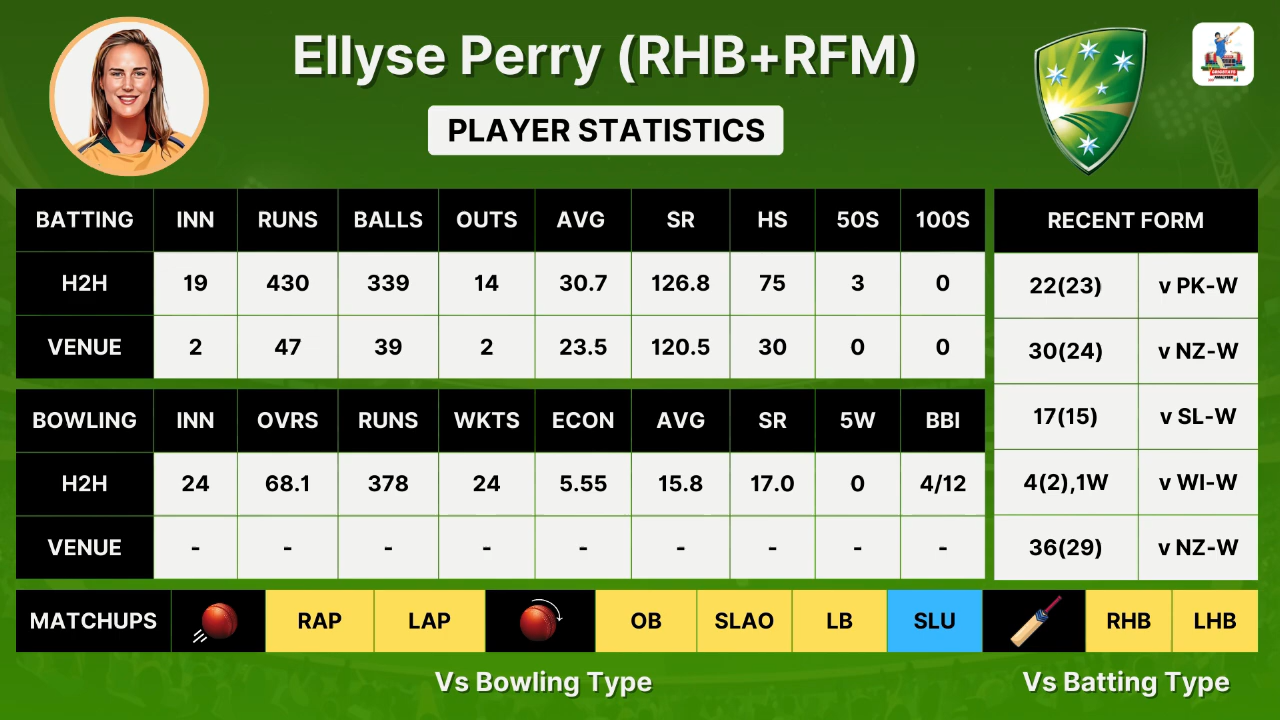 Ellyse Perry (RHB+RFM)
PLAYER STATISTICS
BATTING INN RUNS BALLS OUTS AVG SR HS 50S 100S
H2H 19 430 339 14 30.7 126.8 75 3 0
VENUE 2 47 39 2 23.5 120.5 30 0 0
BOWLING INN OVRS RUNS WKTS ECON AVG SR 5W BBI
H2H 24 68.1 378 24 5.55 15.8 17.0 0 4/12
VENUE - - - - - - - - -
RECENT FORM
22(23) v PK-W
30(24) v NZ-W
17(15) v SL-W
4(2),1W v WI-W
36(29) v NZ-W
MATCHUPS RAP LAP OB SLAO LB SLU RHB LHB
Vs Bowling Type Vs Batting Type